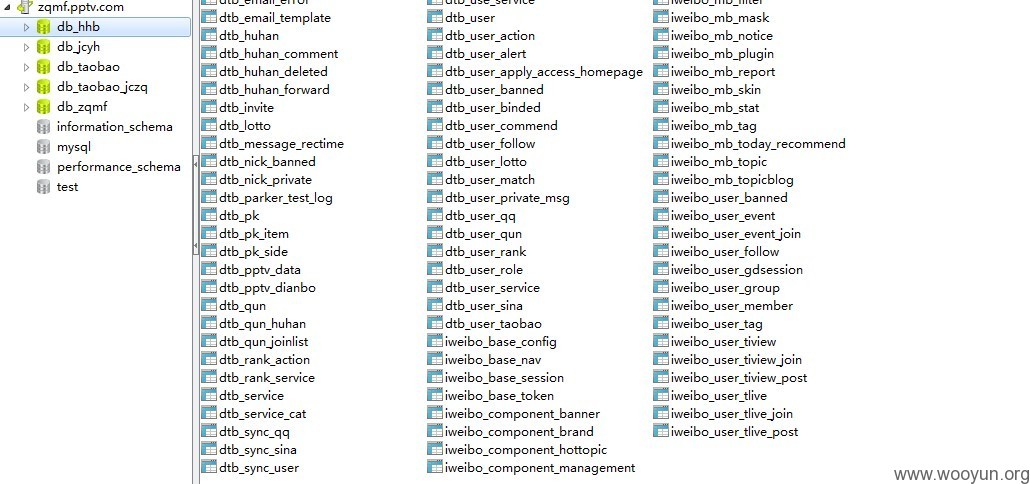 zqmf.pptv.com
db_hhb
db_jcyh
db_taobao
db_taobao_jczq
db_zqmf
information_schema
mysql
performance_schema
test
dtb_email_error
dtb_email_template
dtb_huhan
dtb_huhan_comment
dtb_huhan_deleted
dtb_huhan_forward
dtb_invite
dtb_lotto
dtb_message_rectime
dtb_nick_banned
dtb_nick_private
dtb_parker_test_log
dtb_pk
dtb_pk_item
dtb_pk_side
dtb_pptv_data
dtb_pptv_dianbo
dtb_qun
dtb_qun_huhan
dtb_qun_joinlist
dtb_rank_action
dtb_rank_service
dtb_service
dtb_service_cat
dtb_sync_qq
dtb_sync_sina
dtb_sync_user
dtb_use_service
dtb_user
dtb_user_action
dtb_user_alert
dtb_user_apply_access_homepage
dtb_user_banned
dtb_user_binded
dtb_user_commend
dtb_user_follow
dtb_user_lotto
dtb_user_match
dtb_user_private_msg
dtb_user_qq
dtb_user_qun
dtb_user_rank
dtb_user_role
dtb_user_service
dtb_user_sina
dtb_user_taobao
iweibo_base_config
iweibo_base_nav
iweibo_base_session
iweibo_base_token
iweibo_component_banner
iweibo_component_brand
iweibo_component_hottopic
iweibo_component_management
iweibo_mb_filter
iweibo_mb_mask
iweibo_mb_notice
iweibo_mb_plugin
iweibo_mb_report
iweibo_mb_skin
iweibo_mb_stat
iweibo_mb_tag
iweibo_mb_today_recommend
iweibo_mb_topic
iweibo_mb_topicblog
iweibo_user_banned
iweibo_user_event
iweibo_user_event_join
iweibo_user_follow
iweibo_user_gdsession
iweibo_user_group
iweibo_user_member
iweibo_user_tag
iweibo_user_tiview
iweibo_user_tiview_join
iweibo_user_tiview_post
iweibo_user_tlive
iweibo_user_tlive_join
iweibo_user_tlive_post
www.wooyun.org